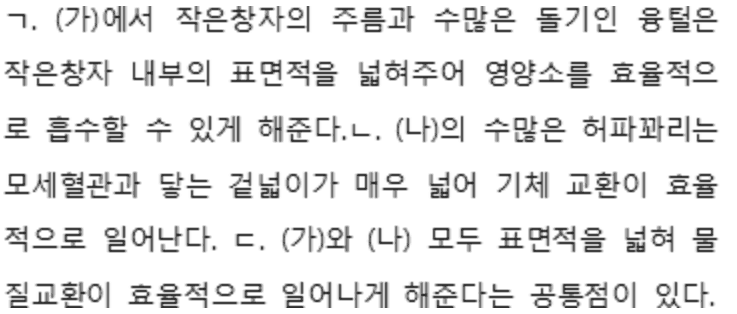 ㄱ. (가)에서 작은창자의 주름과 수많은 돌기인 융털은
작은창자 내부의 표면적을 넓혀주어 영양소를 효율적으
로 흡수할 수 있게 해준다.ㄴ. (나)의 수많은 허파꽈리는
모세혈관과 닿는 겉넓이가 매우 넓어 기체 교환이 효율
적으로 일어난다. ㄷ. (가)와 (나) 모두 표면적을 넓혀 물
질교환이 효율적으로 일어나게 해준다는 공통점이 있다.